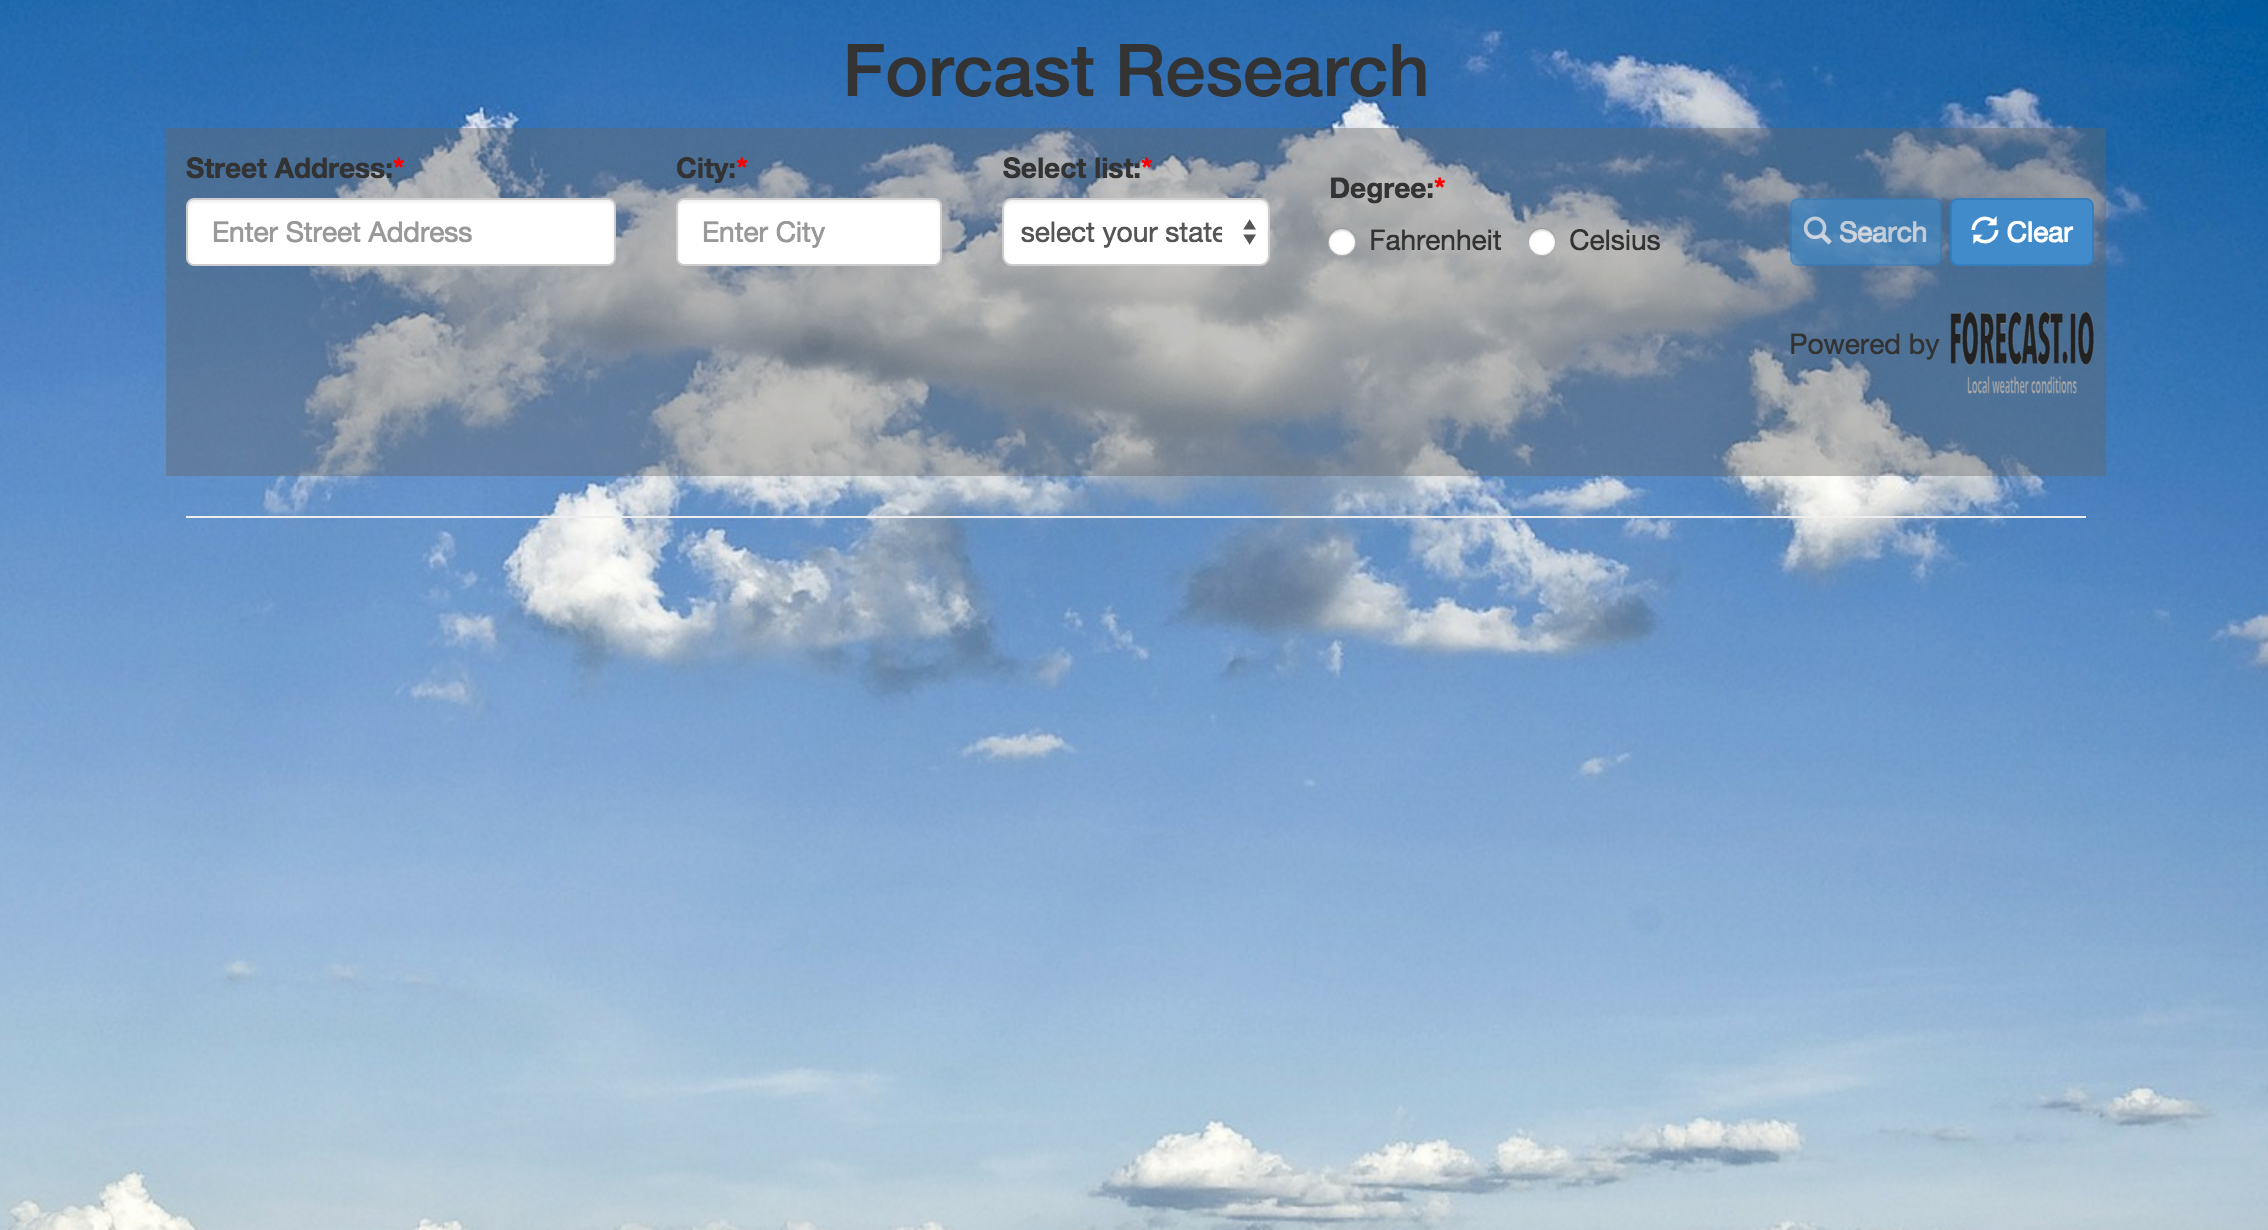 Forcast Research
Street Address:*
City:*
Select list:*
Degree:*
Enter Street Address
Enter City
select your state
Fahrenheit
Celsius
Search
Clear
Powered by
FORECAST.IO
Local weather conditions